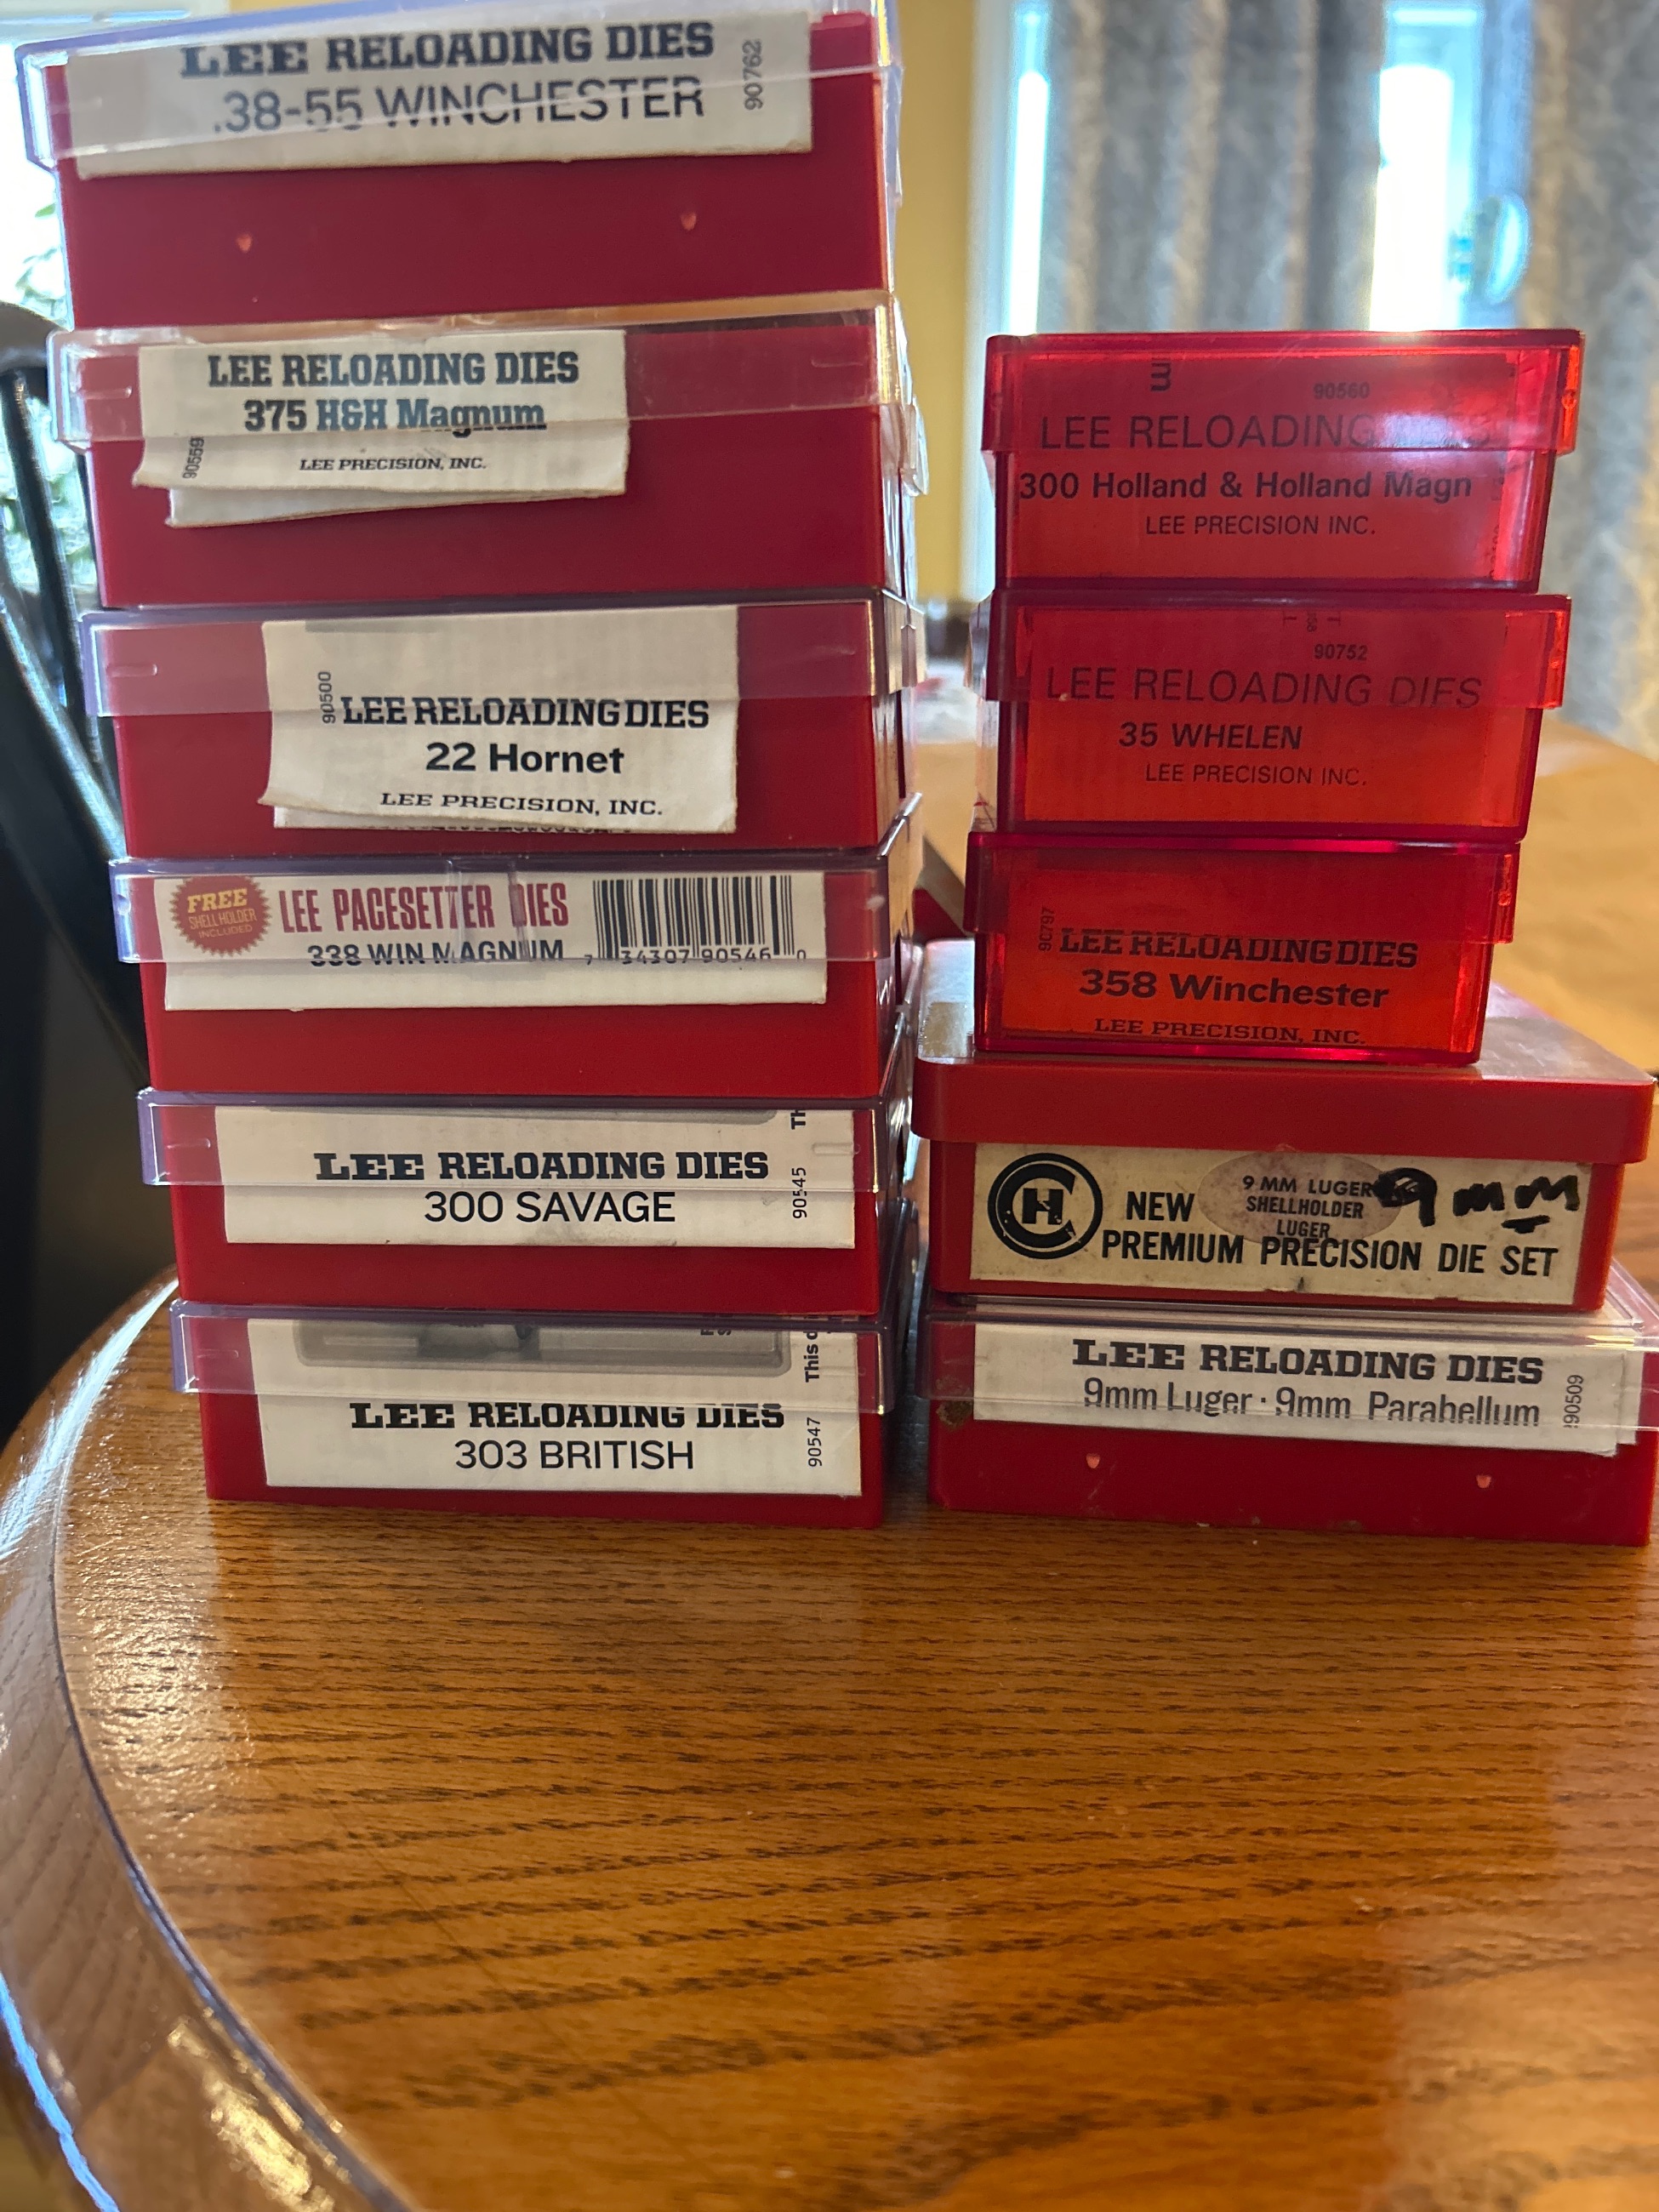 LEE RELOADING DIES
.38-55 WINCHESTER
90762
LEE RELOADING DIES
375 H&H Magnum
90569
LEE PRECISION, INC.
90500
LEE RELOADING DIES
22 Hornet
LEE PRECISION, INC.
FREE
SHELL HOLDER
INCLUDED
LEE PACESETTER DIES
338 WIN MAGNUM
7 34307 90546 0
LEE RELOADING DIES
300 SAVAGE
90545
This
LEE RELOADING DIES
303 BRITISH
90547
90560
LEE RELOADING DIES
300 Holland & Holland Magn
LEE PRECISION INC.
90752
LEE RELOADING DIES
35 WHELEN
LEE PRECISION INC.
90797
LEE RELOADING DIES
358 Winchester
LEE PRECISION, INC.
CH
NEW
9 MM LUGER
SHELLHOLDER
LUGER
9mm
PREMIUM PRECISION DIE SET
LEE RELOADING DIES
9mm Luger · 9mm Parabellum
90509